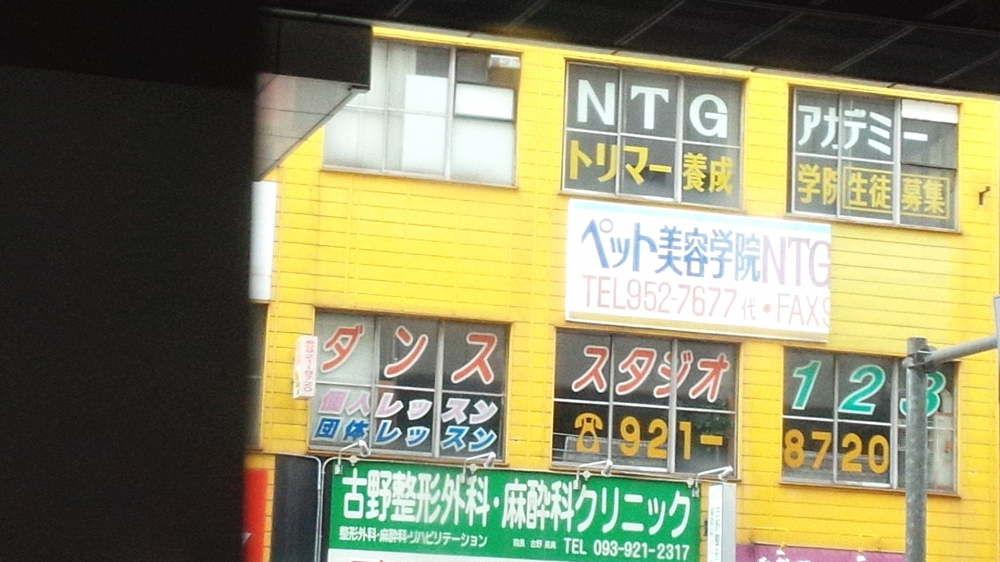 NTG
アカデミー
トリマー養成
学院生徒募集
ペット美容学院NTG
TEL952-7677代・FAX9
ダンス
スタジオ
123
個人レッスン
団体レッスン
☎921-
8720
古野整形外科・麻酔科クリニック
整形外科・麻酔科・リハビリテーション
TEL 093-921-2317